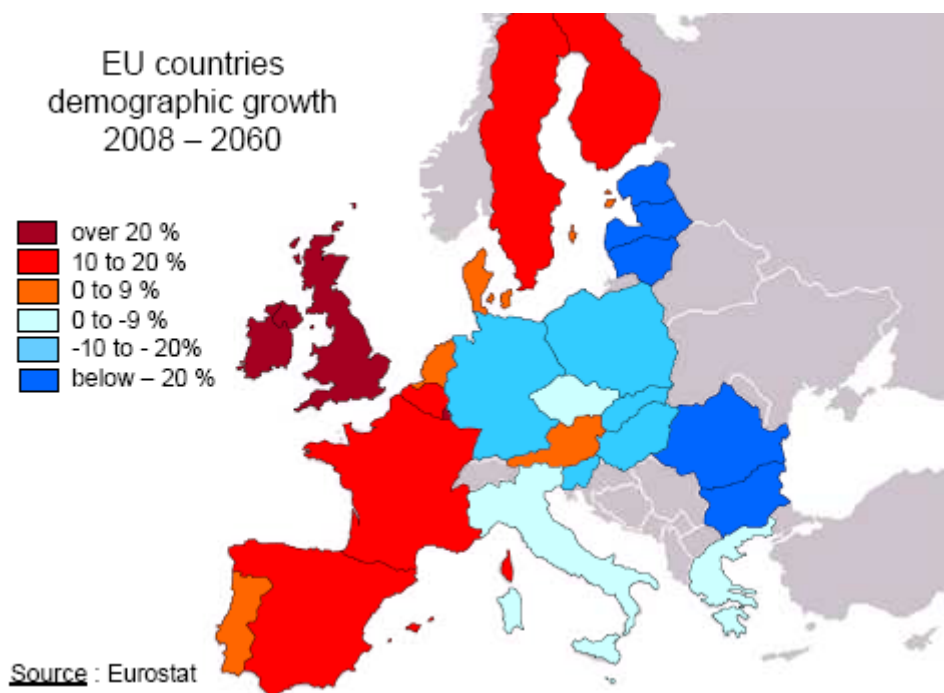 EU countries
demographic growth
2008 – 2060
over 20 %
10 to 20 %
0 to 9 %
0 to -9 %
-10 to - 20%
below – 20 %
Source : Eurostat